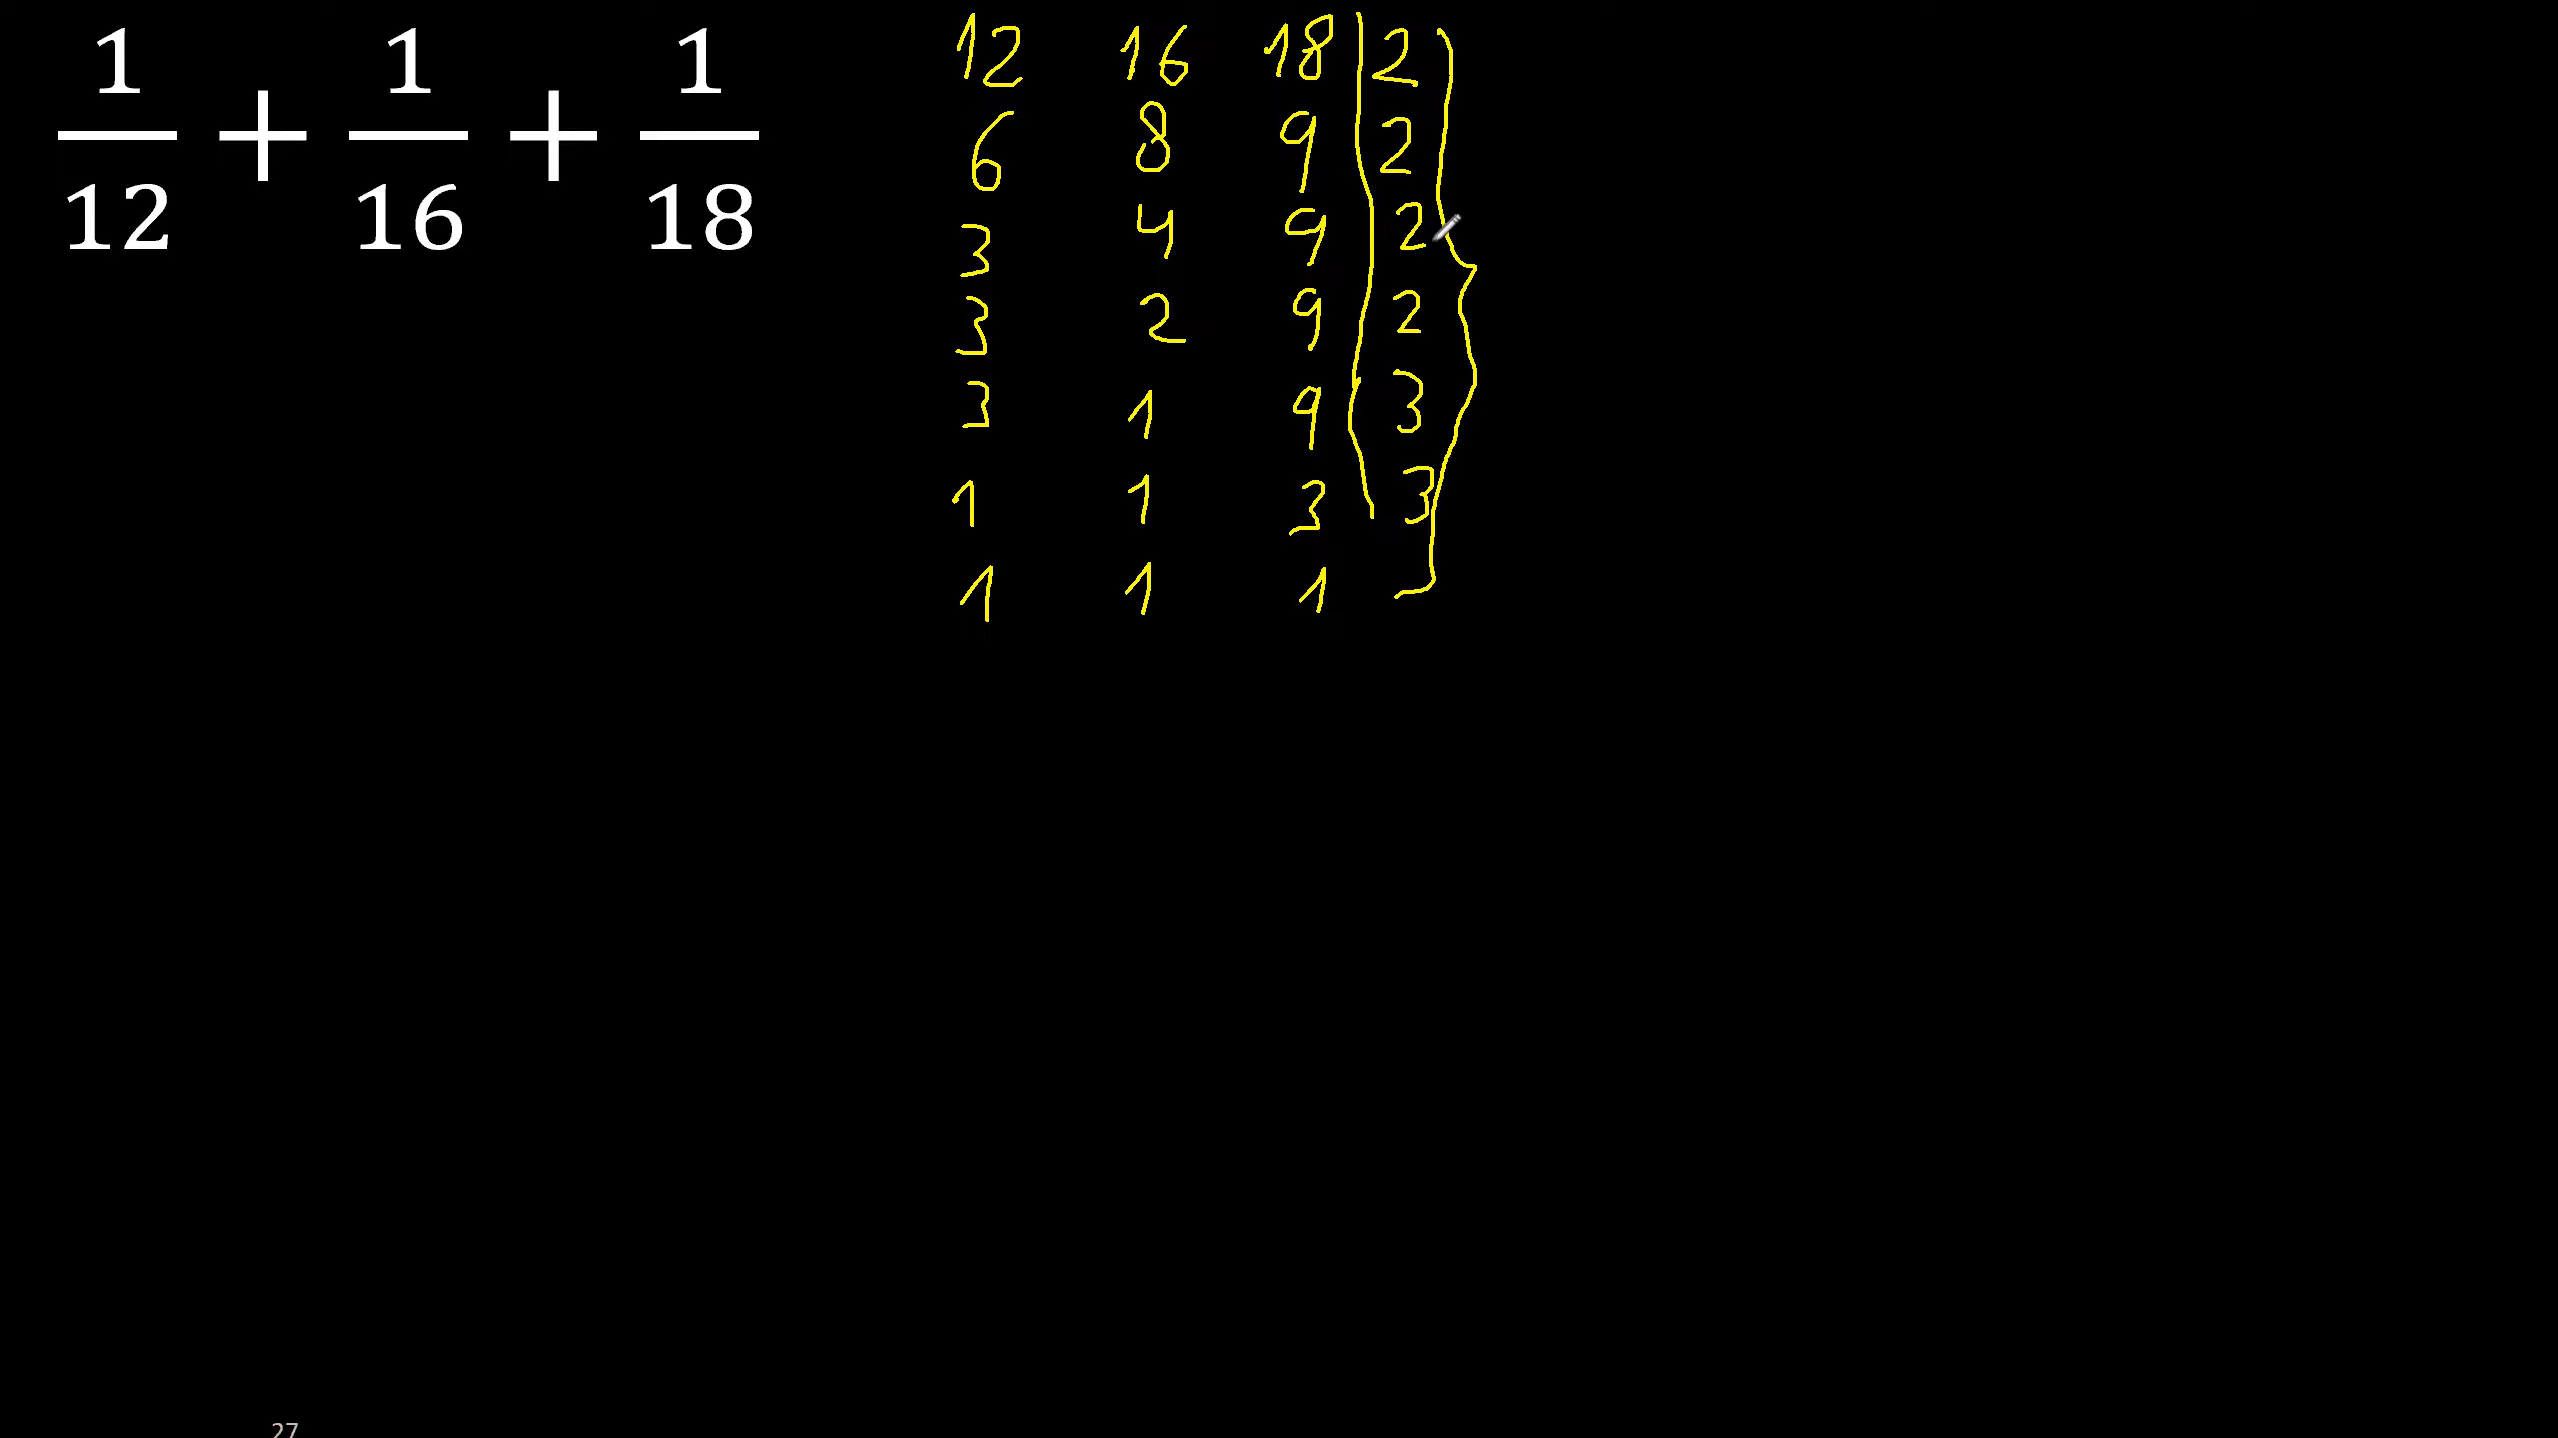 1/12 + 1/16 + 1/18
12 16 18 | 2
6 8 9 | 2
3 4 9 | 2
3 2 9 | 2
3 1 9 | 3
1 1 3 | 3
1 1 1
27